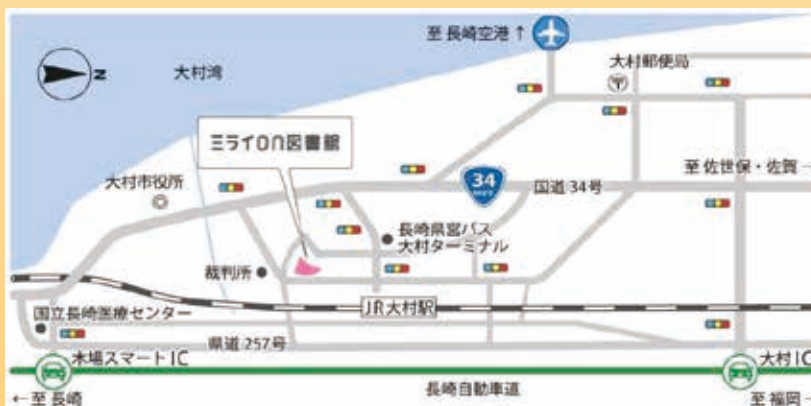 至 長崎空港 ↑
N
大村湾
大村郵便局
ミライon図書館
大村市役所
34
国道 34号
至 佐世保・佐賀 →
長崎県営バス
大村ターミナル
裁判所
JR大村駅
国立長崎医療センター
県道 257号
木場スマートIC
大村 IC
長崎自動車道
← 至 長崎
至 福岡 →